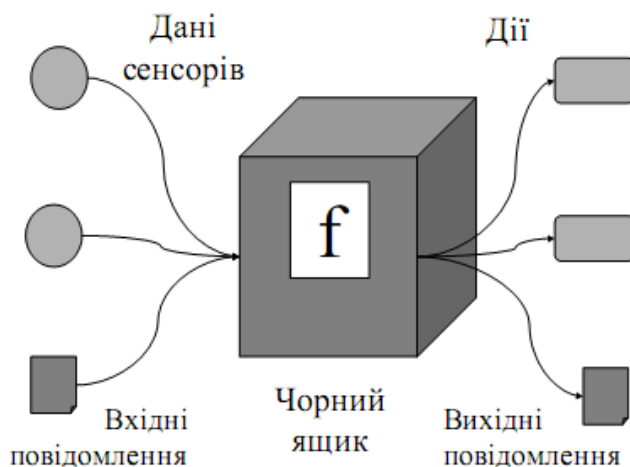 Дані
сенсорів
Дії
f
Вхідні
повідомлення
Чорний
ящик
Вихідні
повідомлення